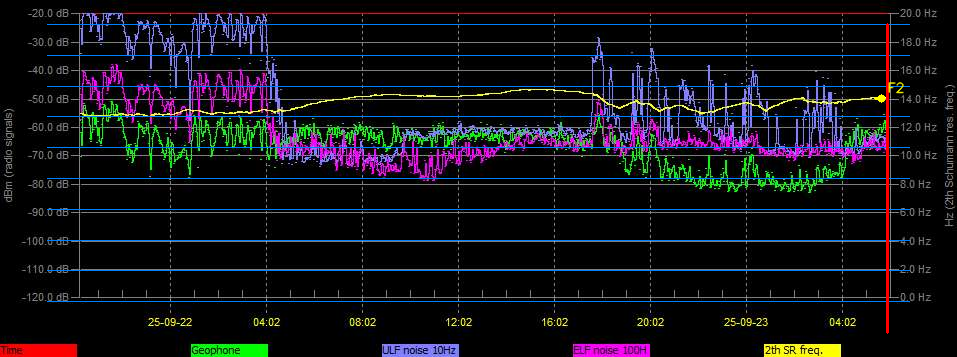 -20.0 dB 20.0 Hz
-30.0 dB 18.0 Hz
-40.0 dB 16.0 Hz
F2
-50.0 dB 14.0 Hz
-60.0 dB 12.0 Hz
-70.0 dB 10.0 Hz
-80.0 dB 8.0 Hz
-90.0 dB 6.0 Hz
-100.0 dB 4.0 Hz
-110.0 dB 2.0 Hz
-120.0 dB 0.0 Hz
dBm (radio signals)
Hz (2th Schumann res. freq.)
25-09-22 04:02 08:02 12:02 16:02 20:02 25-09-23 04:02
Time Geophone ULF noise 10Hz ELF noise 100H 2th SR freq.